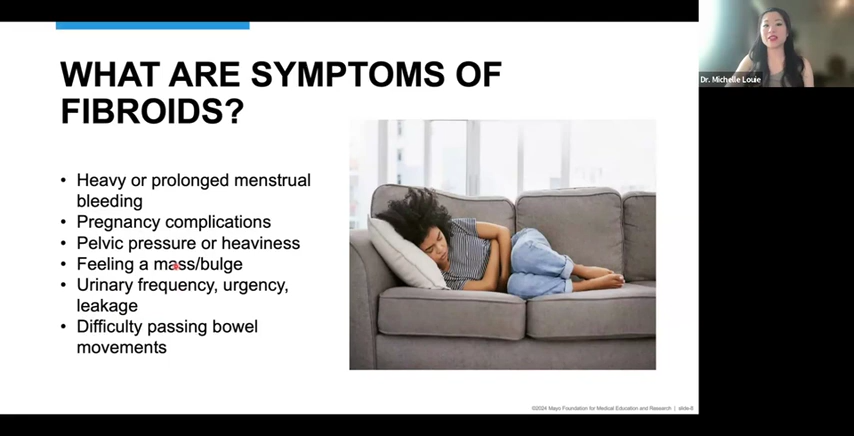 WHAT ARE SYMPTOMS OF
FIBROIDS?
• Heavy or prolonged menstrual
bleeding
• Pregnancy complications
• Pelvic pressure or heaviness
• Feeling a mass/bulge
• Urinary frequency, urgency,
leakage
• Difficulty passing bowel
movements
©2024 Mayo Foundation for Medical Education and Research | slide-8
Dr. Michelle Louie